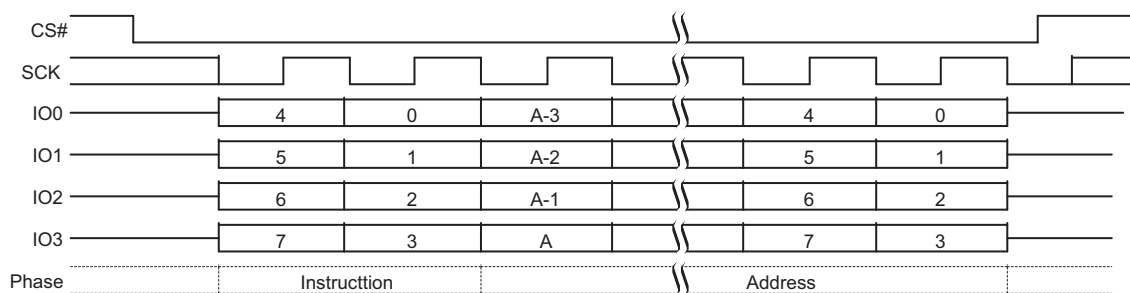 CS#
SCK
IO0 4 0 A-3 4 0
IO1 5 1 A-2 5 1
IO2 6 2 A-1 6 2
IO3 7 3 A 7 3
Phase Instructtion Address